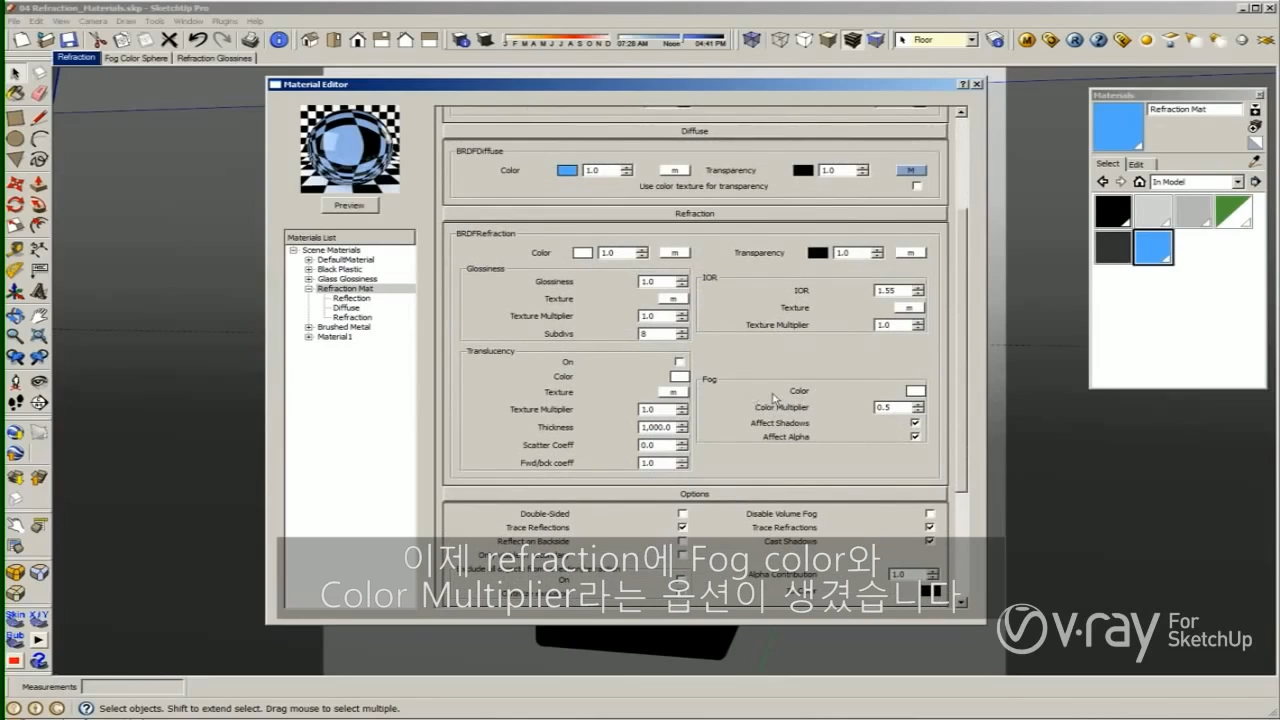 04 Refraction_Materials.skp - SketchUp Pro
File Edit View Camera Draw Tools Window Plugins Help
J F M A M J J A S O N D 07:28 AM Noon 04:41 PM
Floor
Refraction Fog Color Sphere Refraction Glossines
Material Editor
Materials
Refraction Mat
Select Edit
In Model
Preview
Materials List
Scene Materials
DefaultMaterial
Black Plastic
Glass Glossiness
Refraction Mat
Reflection
Diffuse
Refraction
Brushed Metal
Material1
Diffuse
BRDFDiffuse
Color 1.0 m Transparency 1.0 M
Use color texture for transparency
Refraction
BRDFRefraction
Color 1.0 m Transparency 1.0 m
Glossiness
Glossiness 1.0
Texture m
Texture Multiplier 1.0
Subdivs 8
IOR
IOR 1.55
Texture m
Texture Multiplier 1.0
Translucency
On
Color
Texture m
Texture Multiplier 1.0
Thickness 1,000.0
Scatter Coeff 0.0
Fwd/bck coeff 1.0
Fog
Color
Color Multiplier 0.5
Affect Shadows
Affect Alpha
Options
Double-Sided Disable Volume Fog
Trace Reflections Trace Refractions
Reflect on Backside Cast Shadows
Alpha Contribution 1.0
On
이제 refraction에 Fog color와
Color Multiplier라는 옵션이 생겼습니다
v·ray For SketchUp
Skin X/Y
Bub
Measurements
Select objects. Shift to extend select. Drag mouse to select multiple.